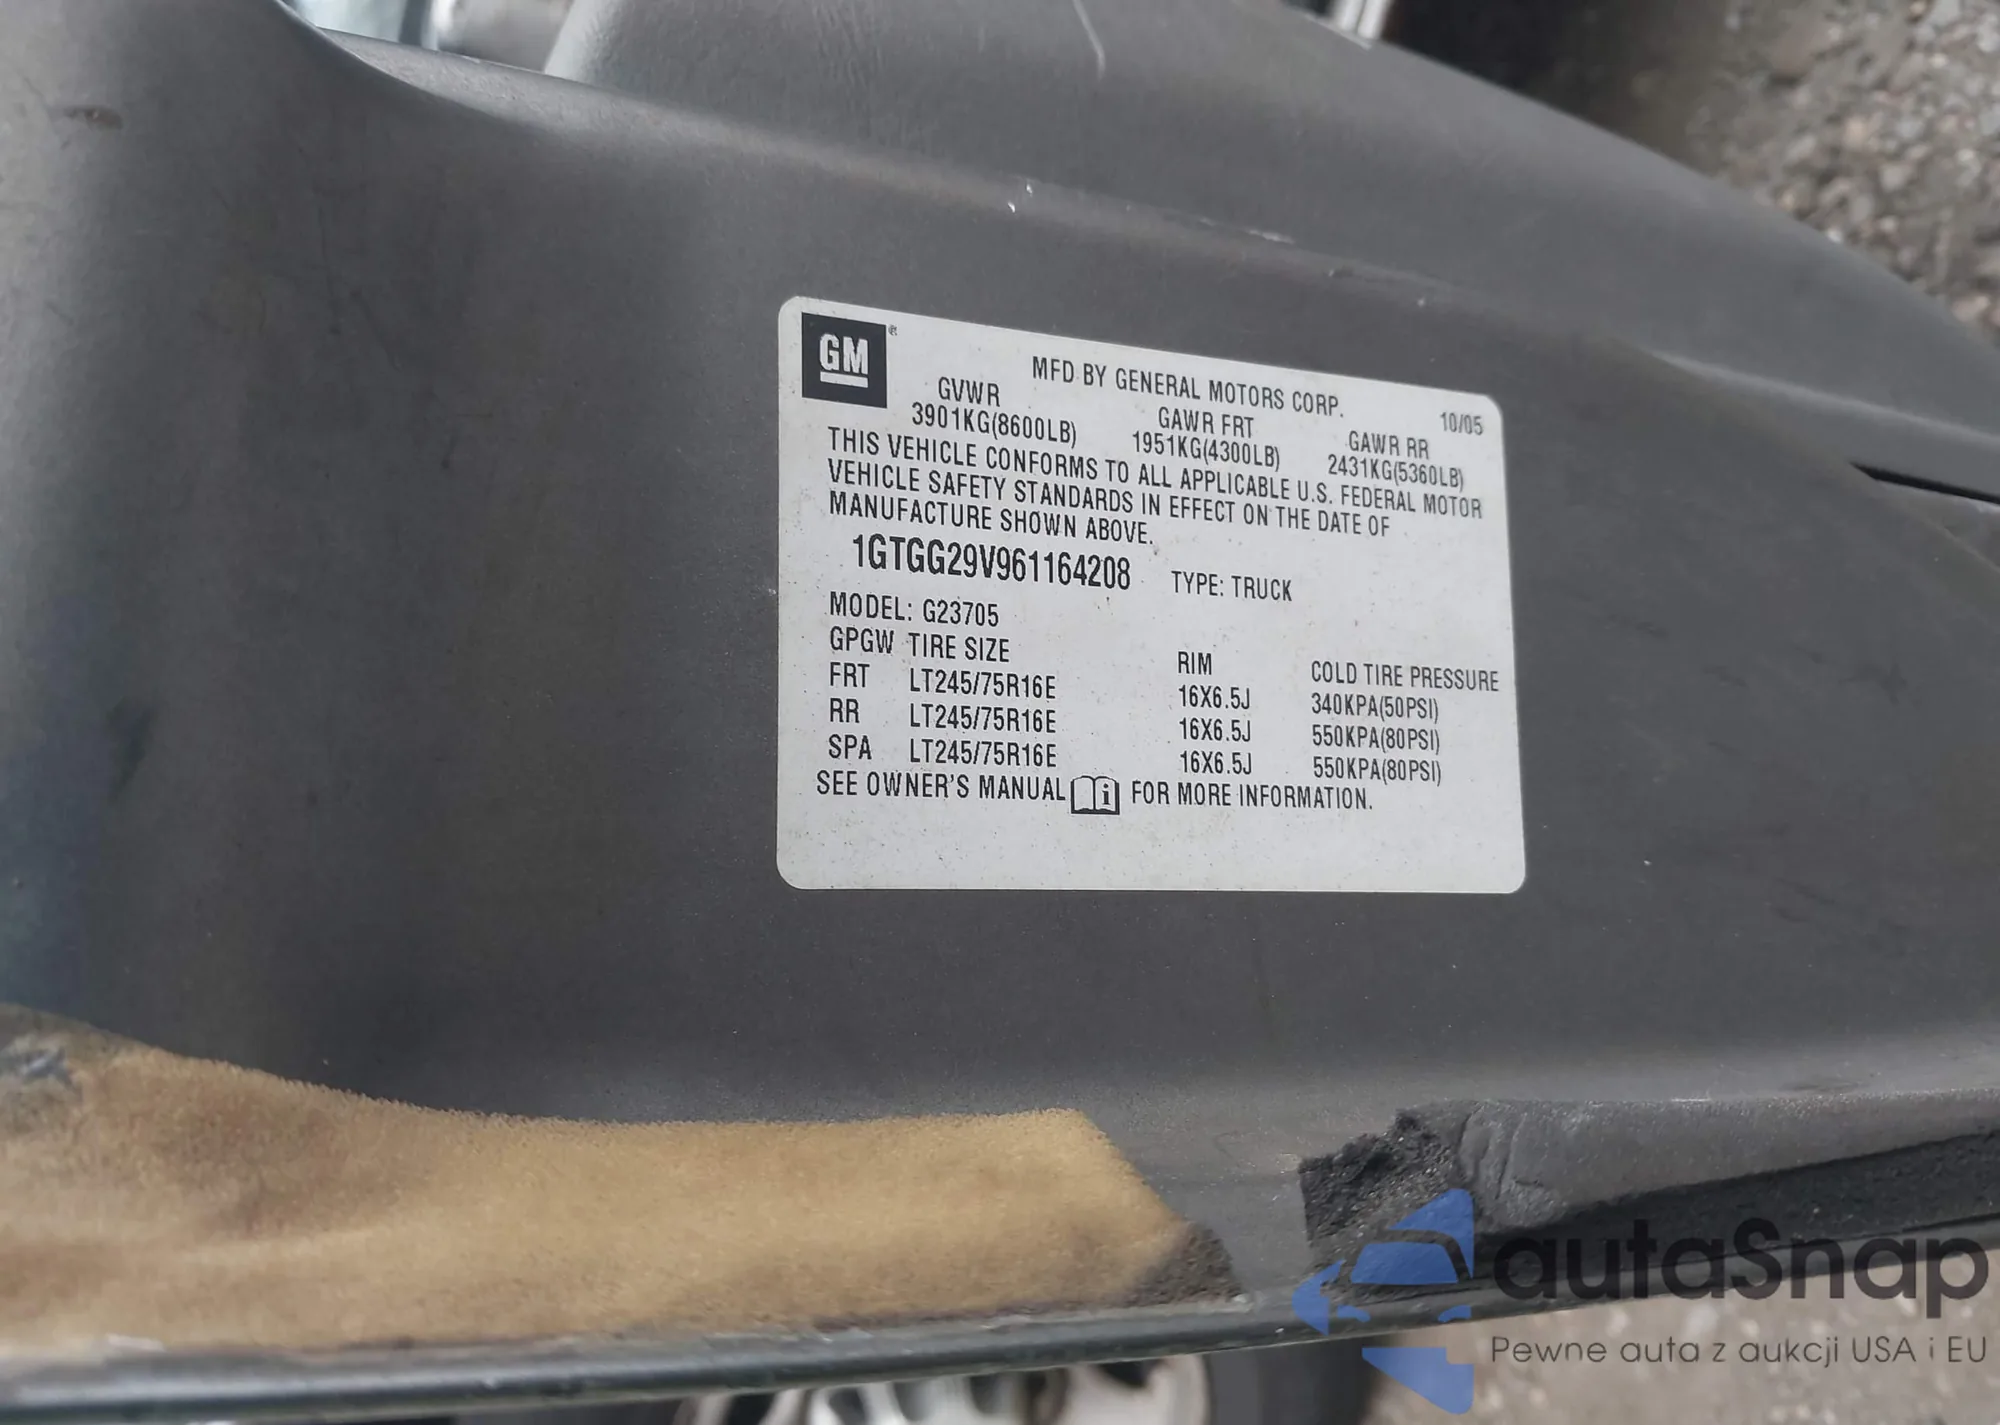 GM®
MFD BY GENERAL MOTORS CORP.
10/05
GVWR GAWR FRT GAWR RR
3901KG(8600LB) 1951KG(4300LB) 2431KG(5360LB)
THIS VEHICLE CONFORMS TO ALL APPLICABLE U.S. FEDERAL MOTOR
VEHICLE SAFETY STANDARDS IN EFFECT ON THE DATE OF
MANUFACTURE SHOWN ABOVE.
1GTGG29V961164208 TYPE: TRUCK
MODEL: G23705
GPGW TIRE SIZE RIM COLD TIRE PRESSURE
FRT LT245/75R16E 16X6.5J 340KPA(50PSI)
RR LT245/75R16E 16X6.5J 550KPA(80PSI)
SPA LT245/75R16E 16X6.5J 550KPA(80PSI)
SEE OWNER'S MANUAL i FOR MORE INFORMATION.
autaSnap
Pewne auta z aukcji USA i EU